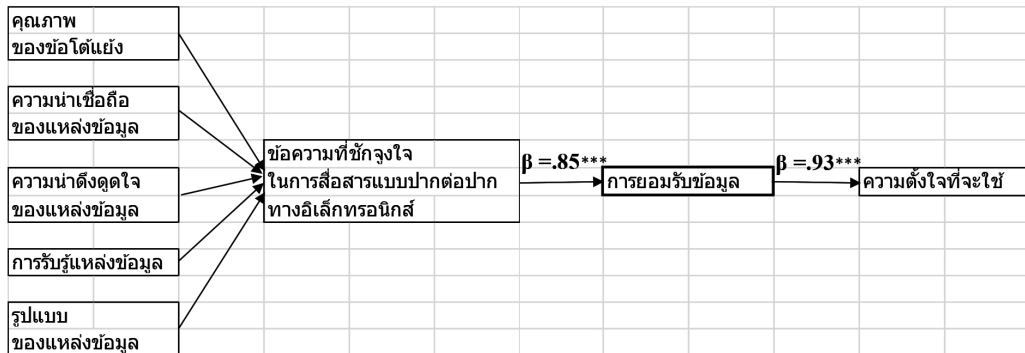 คุณภาพ
ของข้อโต้แย้ง
ความน่าเชื่อถือ
ของแหล่งข้อมูล
ความน่าดึงดูดใจ
ของแหล่งข้อมูล
การรับรู้แหล่งข้อมูล
รูปแบบ
ของแหล่งข้อมูล
ข้อความที่ชักจูงใจ
ในการสื่อสารแบบปากต่อปาก
ทางอิเล็กทรอนิกส์
β =.85***
การยอมรับข้อมูล
β =.93***
ความตั้งใจที่จะใช้